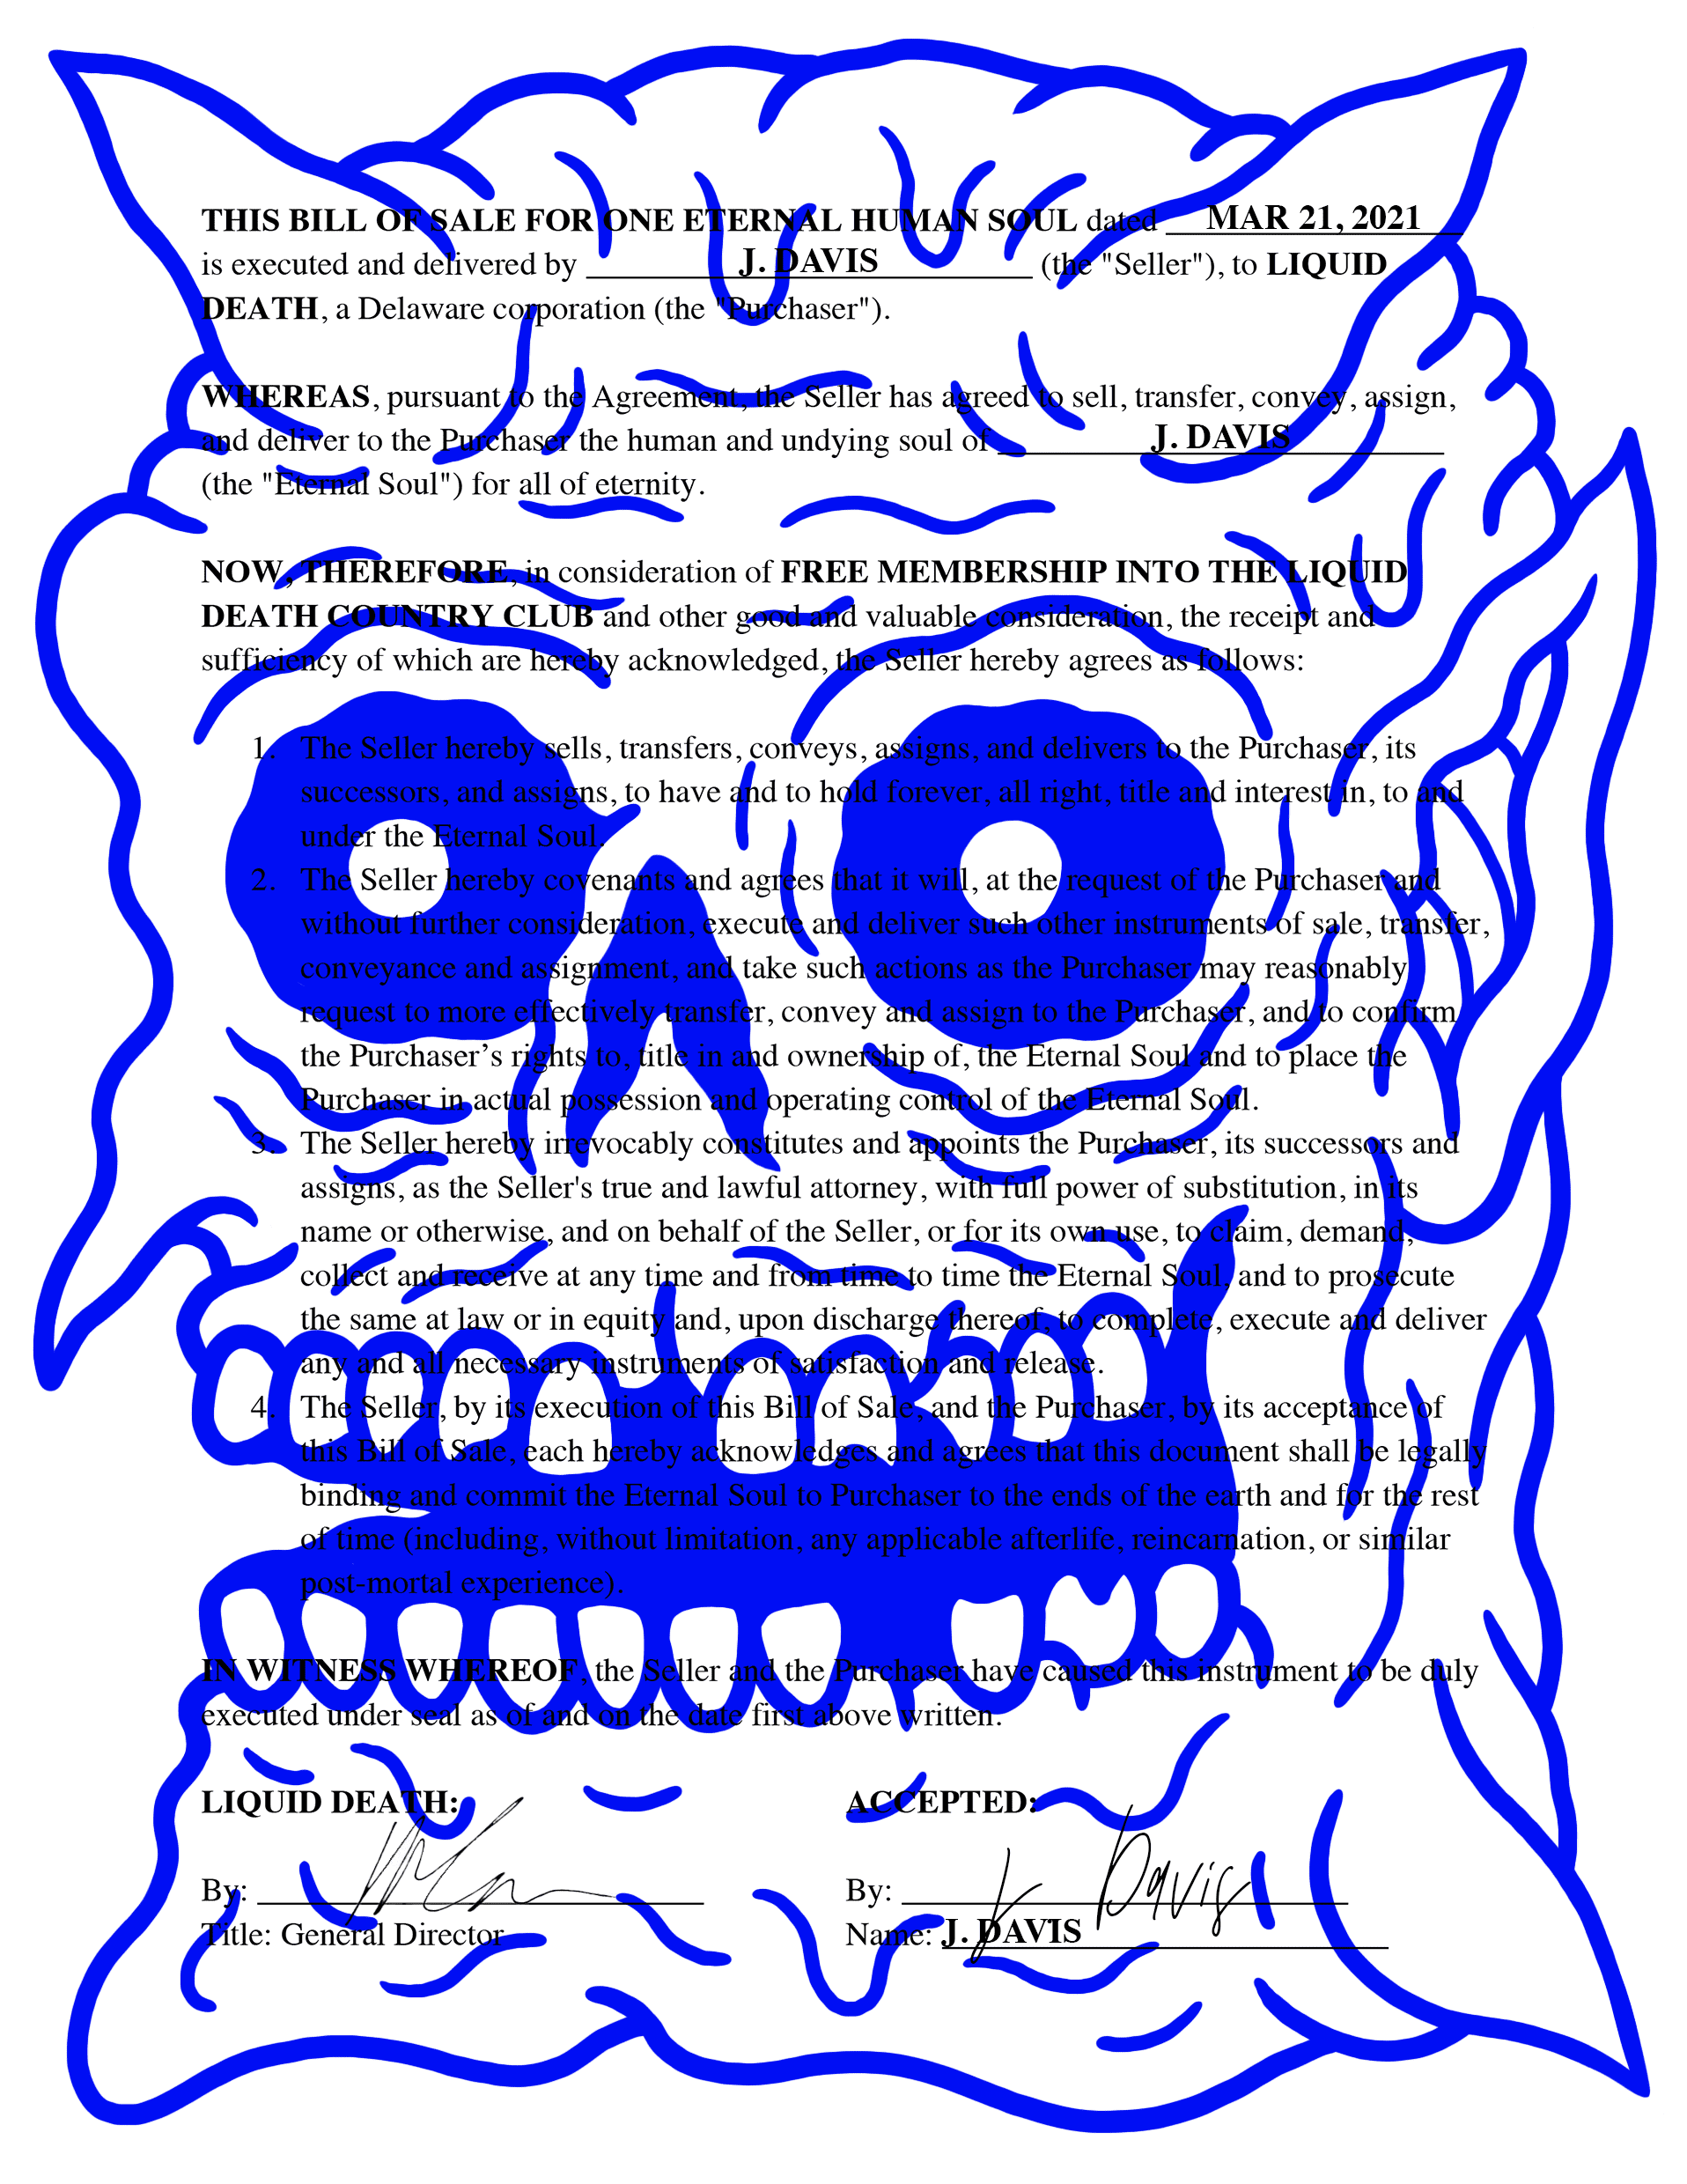 THIS BILL OF SALE FOR ONE ETERNAL HUMAN SOUL dated MAR 21, 2021
is executed and delivered by J. DAVIS (the "Seller"), to LIQUID
DEATH, a Delaware corporation (the "Purchaser").
WHEREAS, pursuant to the Agreement, the Seller has agreed to sell, transfer, convey, assign,
and deliver to the Purchaser the human and undying soul of J. DAVIS
(the "Eternal Soul") for all of eternity.
NOW, THEREFORE, in consideration of FREE MEMBERSHIP INTO THE LIQUID
DEATH COUNTRY CLUB and other good and valuable consideration, the receipt and
sufficiency of which are hereby acknowledged, the Seller hereby agrees as follows:
1. The Seller hereby sells, transfers, conveys, assigns, and delivers to the Purchaser, its
successors, and assigns, to have and to hold forever, all right, title and interest in, to and
under the Eternal Soul.
2. The Seller hereby covenants and agrees that it will, at the request of the Purchaser and
without further consideration, execute and deliver such other instruments of sale, transfer,
conveyance and assignment, and take such actions as the Purchaser may reasonably
request to more effectively transfer, convey and assign to the Purchaser, and to confirm
the Purchaser’s rights to, title in and ownership of, the Eternal Soul and to place the
Purchaser in actual possession and operating control of the Eternal Soul.
3. The Seller hereby irrevocably constitutes and appoints the Purchaser, its successors and
assigns, as the Seller's true and lawful attorney, with full power of substitution, in its
name or otherwise, and on behalf of the Seller, or for its own use, to claim, demand,
collect and receive at any time and from time to time the Eternal Soul, and to prosecute
the same at law or in equity and, upon discharge thereof, to complete, execute and deliver
any and all necessary instruments of satisfaction and release.
4. The Seller, by its execution of this Bill of Sale, and the Purchaser, by its acceptance of
this Bill of Sale, each hereby acknowledges and agrees that this document shall be legally
binding and commit the Eternal Soul to Purchaser to the ends of the earth and for the rest
of time (including, without limitation, any applicable afterlife, reincarnation, or similar
post-mortal experience).
IN WITNESS WHEREOF, the Seller and the Purchaser have caused this instrument to be duly
executed under seal as of and on the date first above written.
LIQUID DEATH: ACCEPTED:
By: By: J Davis
Title: General Director Name: J. DAVIS